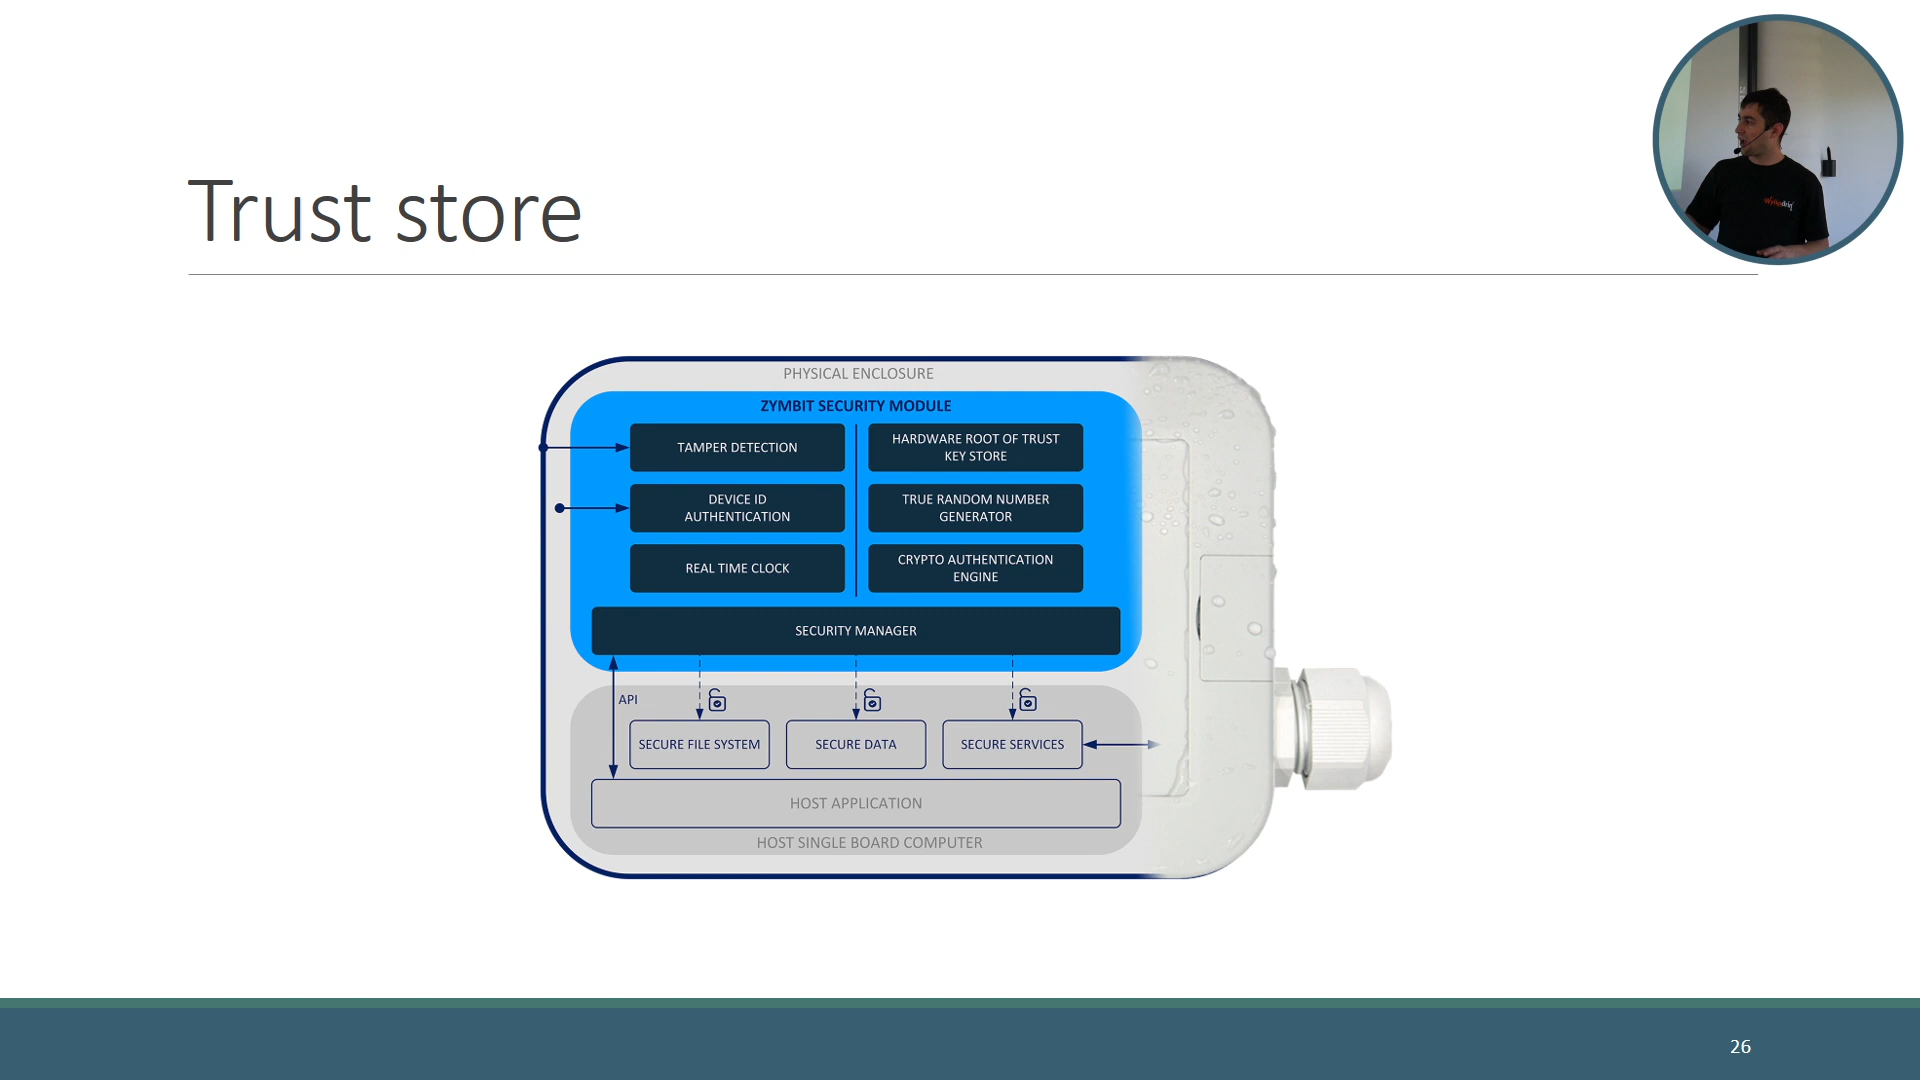 Trust store
PHYSICAL ENCLOSURE
ZYMBIT SECURITY MODULE
TAMPER DETECTION
HARDWARE ROOT OF TRUST
KEY STORE
DEVICE ID
AUTHENTICATION
TRUE RANDOM NUMBER
GENERATOR
REAL TIME CLOCK
CRYPTO AUTHENTICATION
ENGINE
SECURITY MANAGER
API
SECURE FILE SYSTEM
SECURE DATA
SECURE SERVICES
HOST APPLICATION
HOST SINGLE BOARD COMPUTER
26